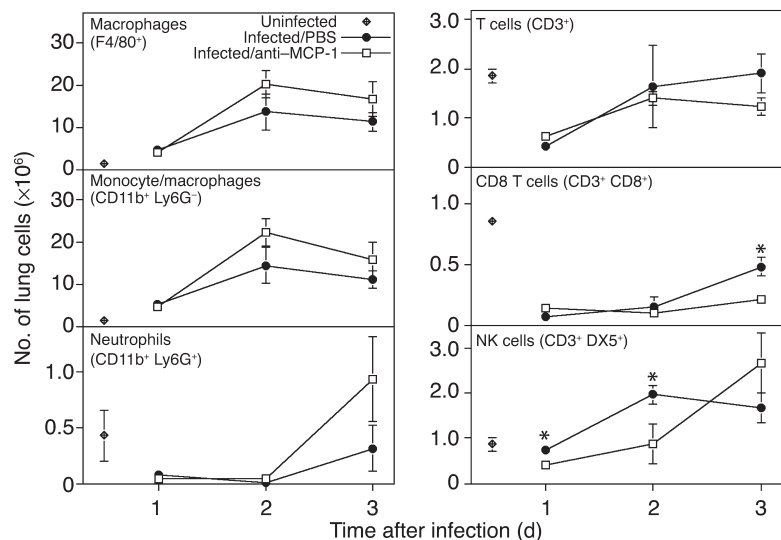 Macrophages
(F4/80⁺)
Uninfected
Infected/PBS
Infected/anti–MCP-1
30
20
10
0
Monocyte/macrophages
(CD11b⁺ Ly6G⁻)
30
20
10
0
Neutrophils
(CD11b⁺ Ly6G⁺)
1.0
0.5
0
1
2
3
No. of lung cells (×10⁶)
T cells (CD3⁺)
3.0
2.0
1.0
0
CD8 T cells (CD3⁺ CD8⁺)
1.0
0.5
0
*
NK cells (CD3⁺ DX5⁺)
3.0
2.0
1.0
0
*
*
1
2
3
Time after infection (d)